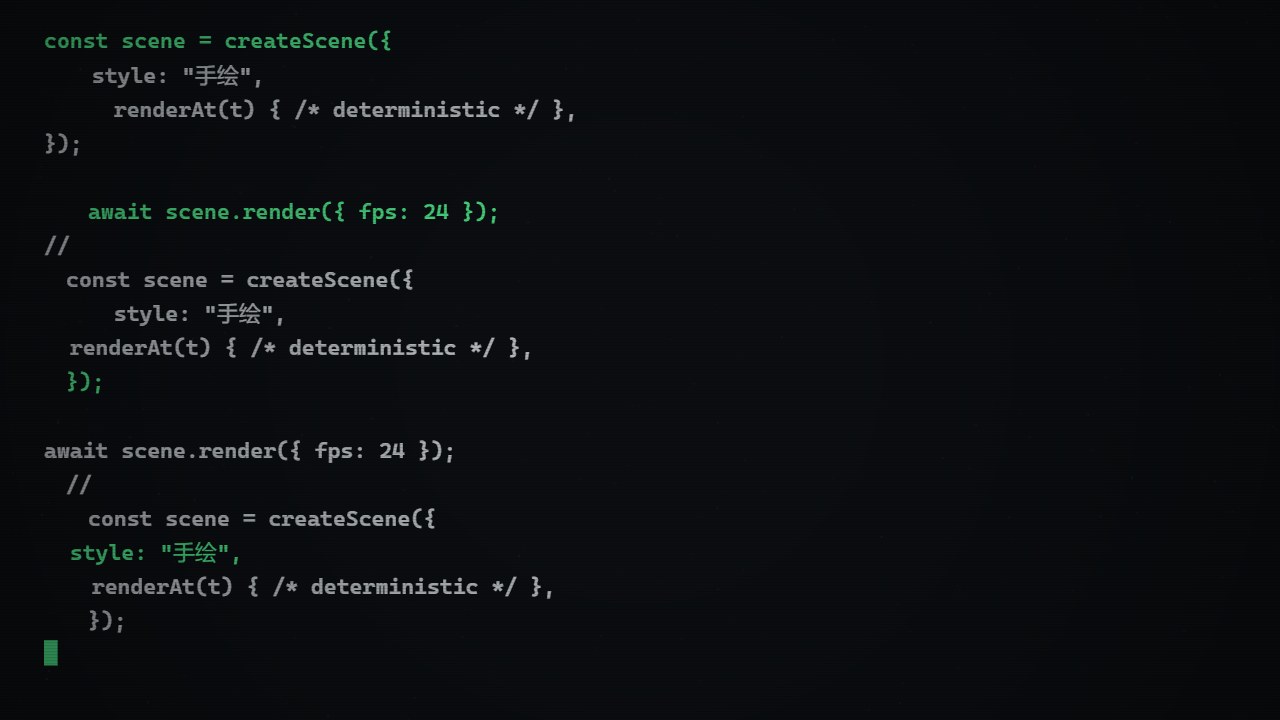 const scene = createScene({
style: "手绘",
renderAt(t) { /* deterministic */ },
});
await scene.render({ fps: 24 });
//
const scene = createScene({
style: "手绘",
renderAt(t) { /* deterministic */ },
});
await scene.render({ fps: 24 });
//
const scene = createScene({
style: "手绘",
renderAt(t) { /* deterministic */ },
});